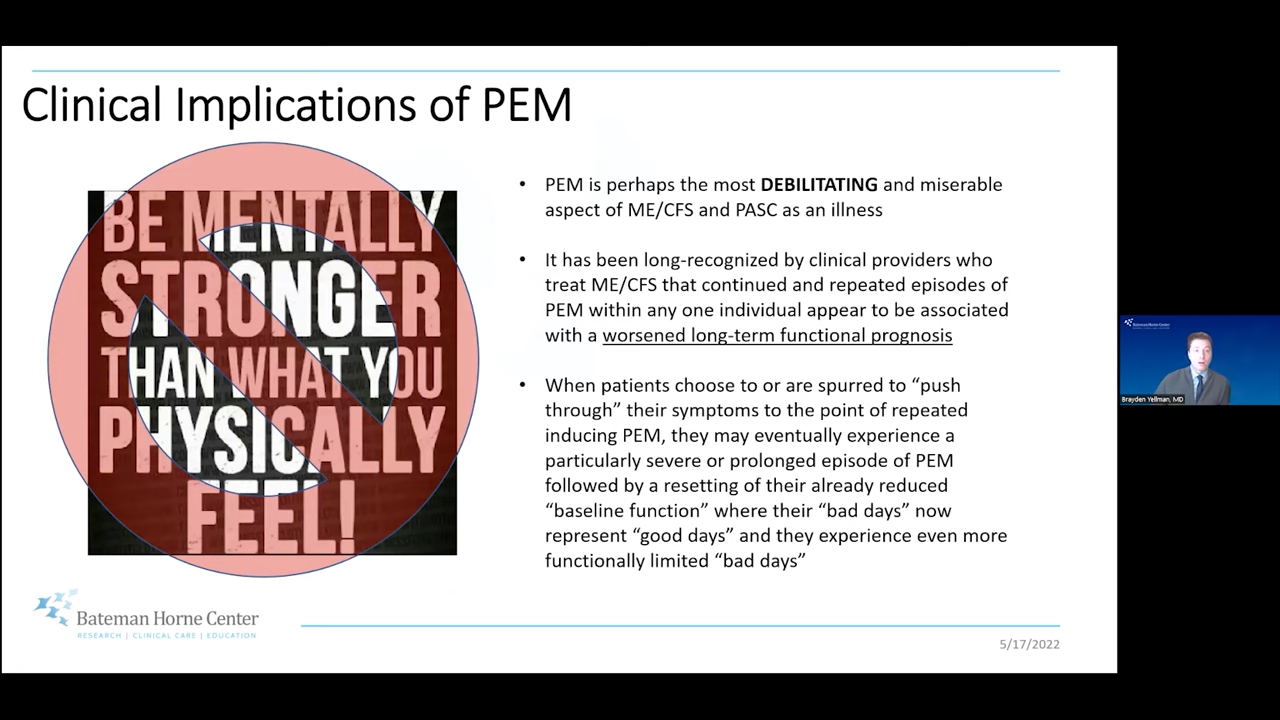 Clinical Implications of PEM
BE MENTALLY
STRONGER
THAN WHAT YOU
PHYSICALLY
FEEL!
• PEM is perhaps the most DEBILITATING and miserable
aspect of ME/CFS and PASC as an illness
• It has been long-recognized by clinical providers who
treat ME/CFS that continued and repeated episodes of
PEM within any one individual appear to be associated
with a worsened long-term functional prognosis
• When patients choose to or are spurred to “push
through” their symptoms to the point of repeated
inducing PEM, they may eventually experience a
particularly severe or prolonged episode of PEM
followed by a resetting of their already reduced
“baseline function” where their “bad days” now
represent “good days” and they experience even more
functionally limited “bad days”
Bateman Horne Center
RESEARCH | CLINICAL CARE | EDUCATION
5/17/2022
Bateman Horne Center
Brayden Yellman, MD